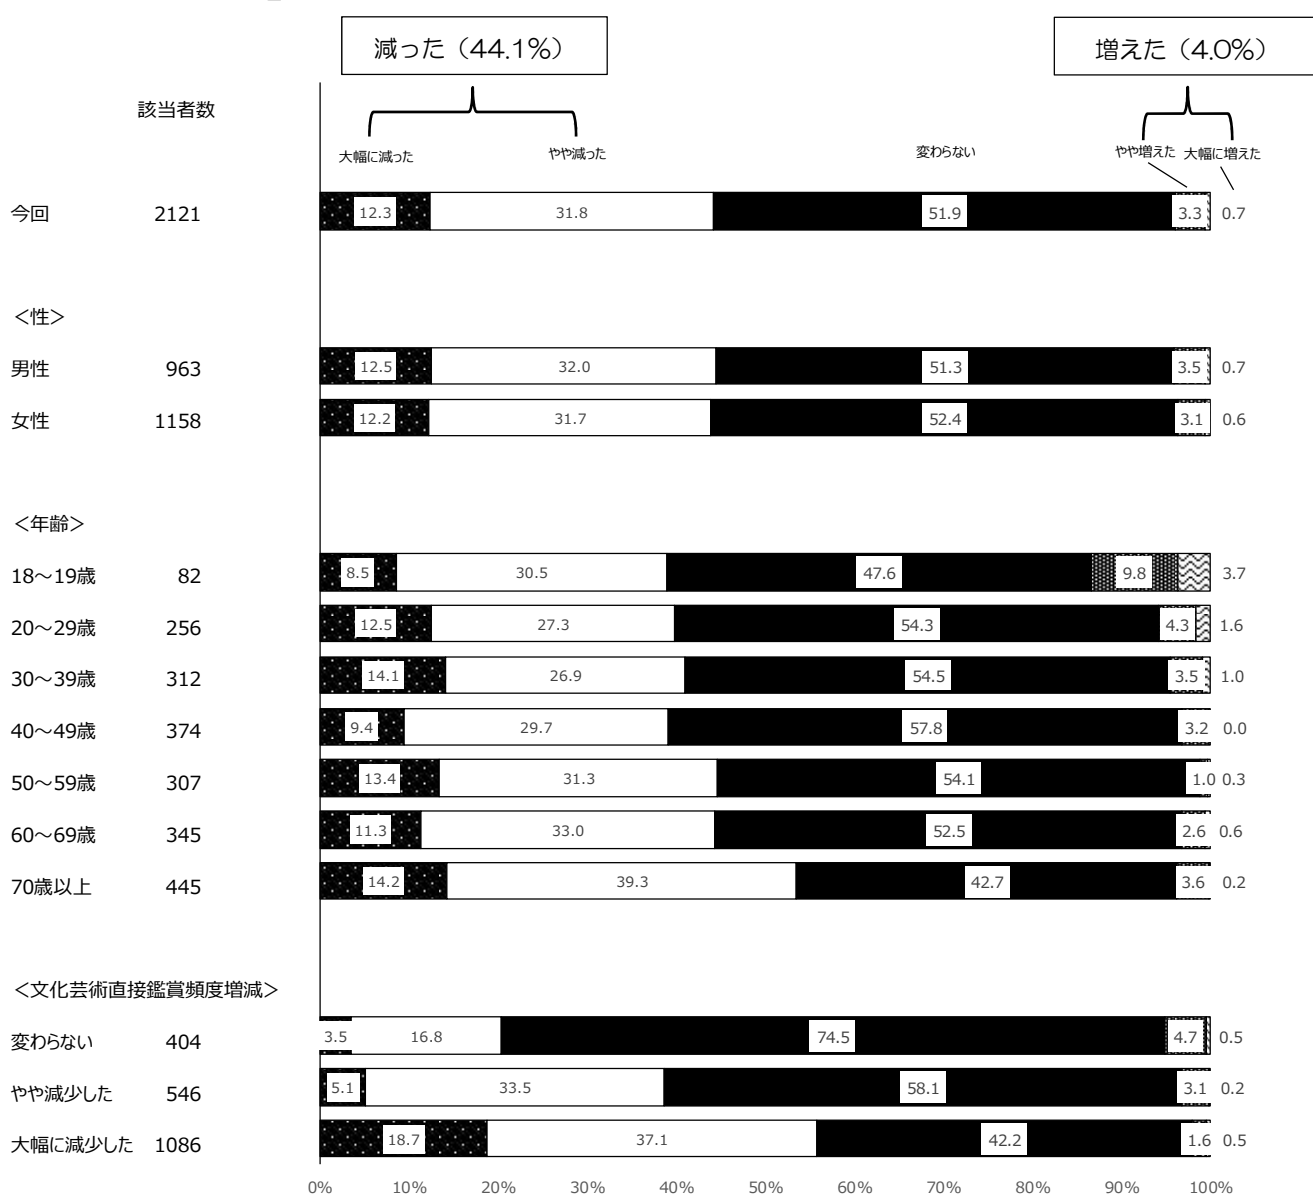 減った（44.1%） 増えた（4.0%）
該当者数
大幅に減った やや減った 変わらない やや増えた 大幅に増えた
今回 2121 12.3 31.8 51.9 3.3 0.7
＜性＞
男性 963 12.5 32.0 51.3 3.5 0.7
女性 1158 12.2 31.7 52.4 3.1 0.6
＜年齢＞
18～19歳 82 8.5 30.5 47.6 9.8 3.7
20～29歳 256 12.5 27.3 54.3 4.3 1.6
30～39歳 312 14.1 26.9 54.5 3.5 1.0
40～49歳 374 9.4 29.7 57.8 3.2 0.0
50～59歳 307 13.4 31.3 54.1 1.0 0.3
60～69歳 345 11.3 33.0 52.5 2.6 0.6
70歳以上 445 14.2 39.3 42.7 3.6 0.2
＜文化芸術直接鑑賞頻度増減＞
変わらない 404 3.5 16.8 74.5 4.7 0.5
やや減少した 546 5.1 33.5 58.1 3.1 0.2
大幅に減少した 1086 18.7 37.1 42.2 1.6 0.5
0% 10% 20% 30% 40% 50% 60% 70% 80% 90% 100%